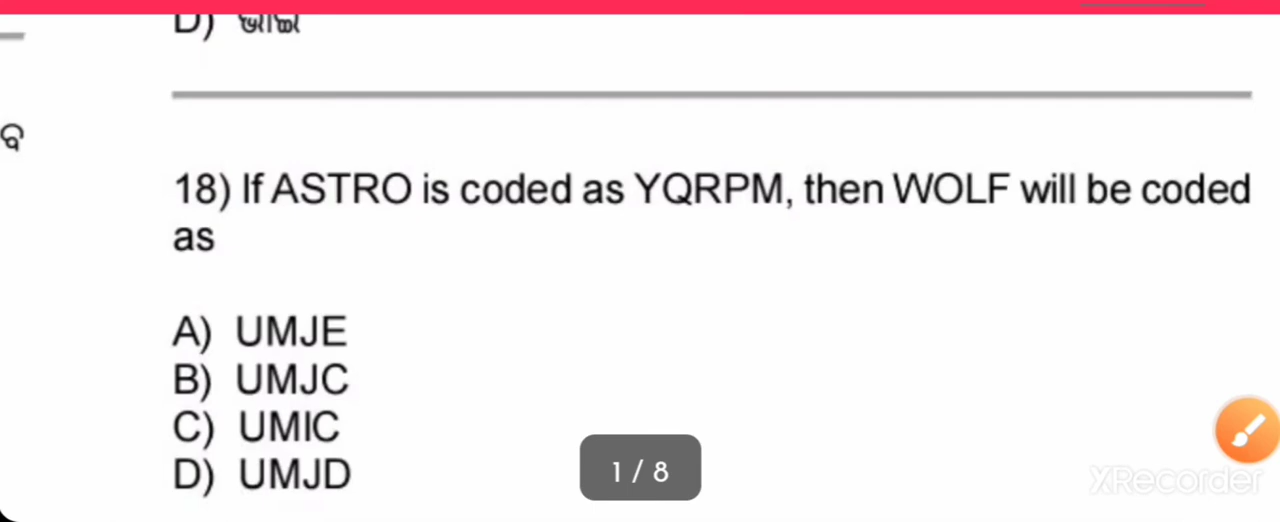 D)
ବ
18) If ASTRO is coded as YQRPM, then WOLF will be coded
as
A) UMJE
B) UMJC
C) UMIC
D) UMJD
1 / 8
XRecorder